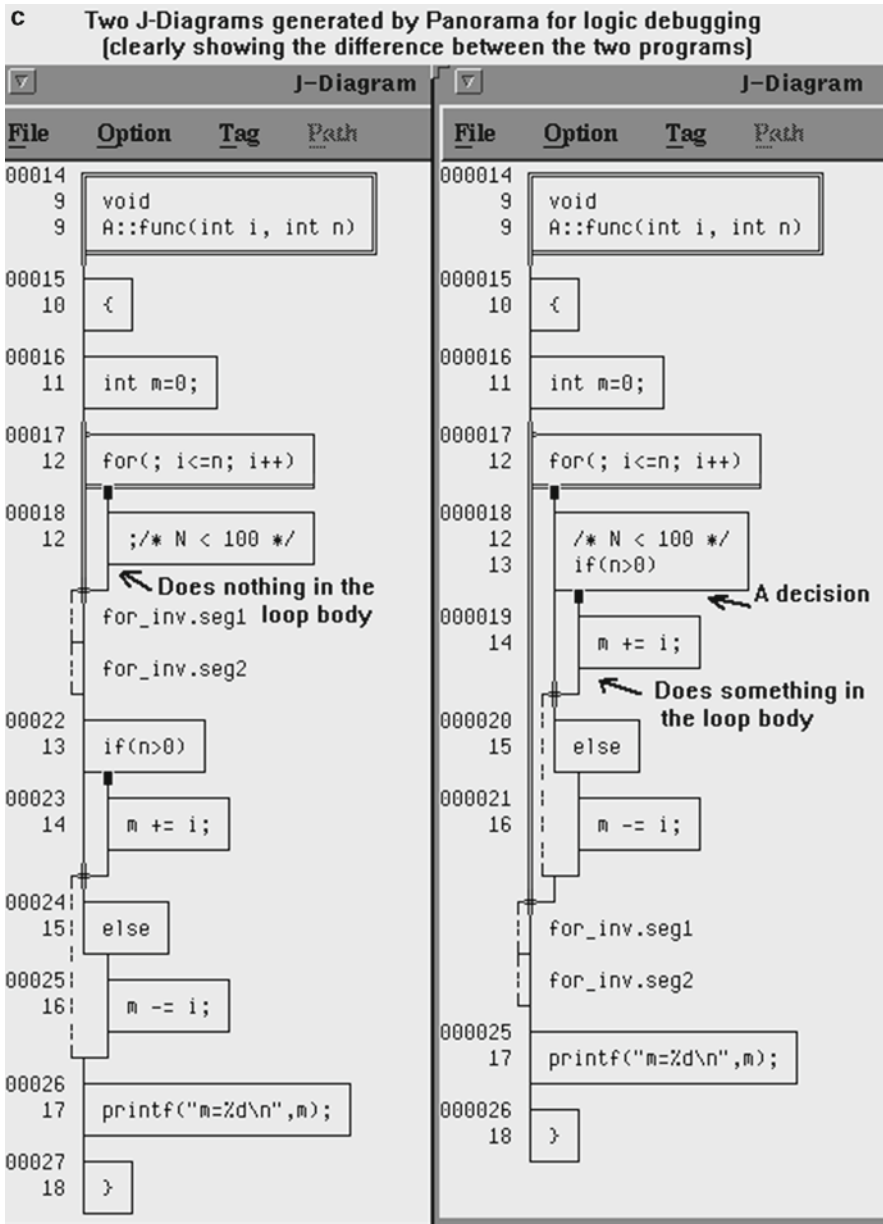 c
Two J-Diagrams generated by Panorama for logic debugging
(clearly showing the difference between the two programs)
J-Diagram
File Option Tag Path
00014
9 void
9 A::func(int i, int n)
00015
10 {
00016
11 int m=0;
00017
12 for(; i<=n; i++)
00018
12 ;/* N < 100 */
Does nothing in the
loop body
for_inv.seg1
for_inv.seg2
00022
13 if(n>0)
00023
14 m += i;
00024
15 else
00025
16 m -= i;
00026
17 printf("m=%d\n",m);
00027
18 }
J-Diagram
File Option Tag Path
000014
9 void
9 A::func(int i, int n)
000015
10 {
000016
11 int m=0;
000017
12 for(; i<=n; i++)
000018
12 /* N < 100 */
13 if(n>0)
A decision
000019
14 m += i;
Does something in
the loop body
000020
15 else
000021
16 m -= i;
for_inv.seg1
for_inv.seg2
000025
17 printf("m=%d\n",m);
000026
18 }